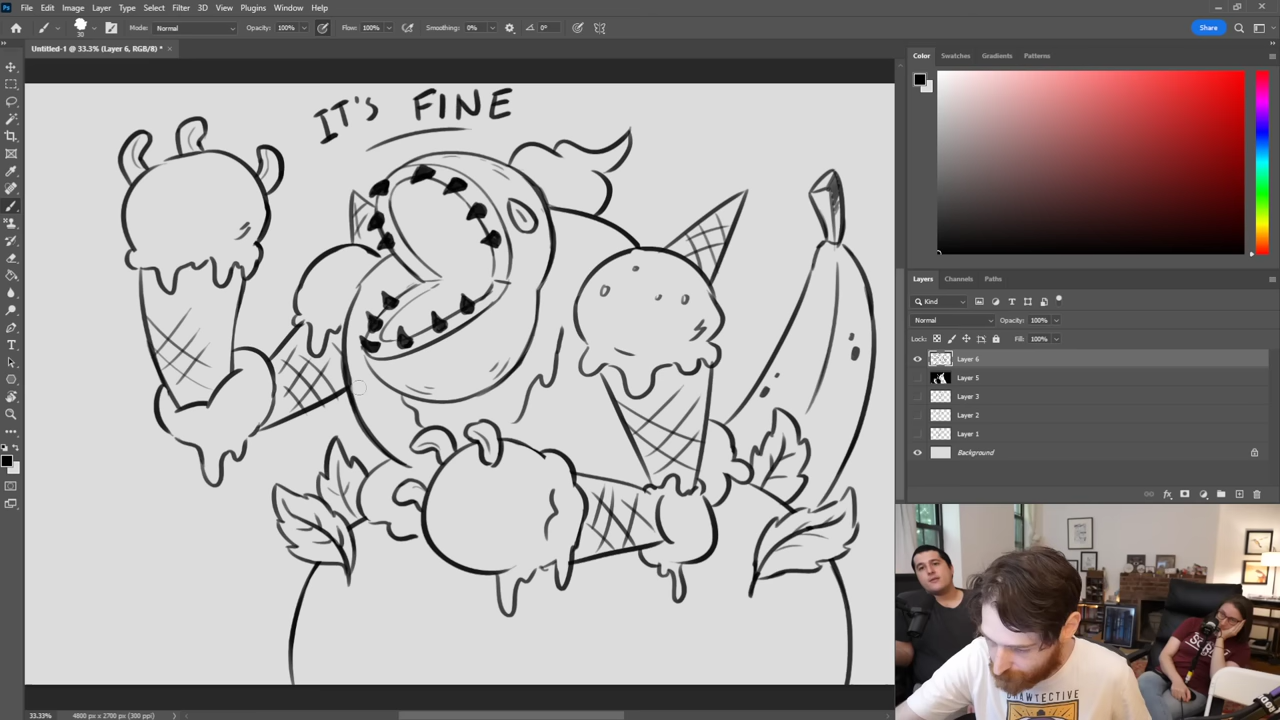 Ps File Edit Image Layer Type Select Filter 3D View Plugins Window Help
30 Mode: Normal Opacity: 100% Flow: 100% Smoothing: 0% 0° Share
Untitled-1 @ 33.3% (Layer 6, RGB/8) *
IT'S FINE
Color Swatches Gradients Patterns
Layers Channels Paths
Kind
Normal Opacity: 100%
Lock: Fill: 100%
Layer 6
Layer 5
Layer 3
Layer 2
Layer 1
Background
DRAWTECTIVE
33.33% 4800 px x 2700 px (300 ppi)